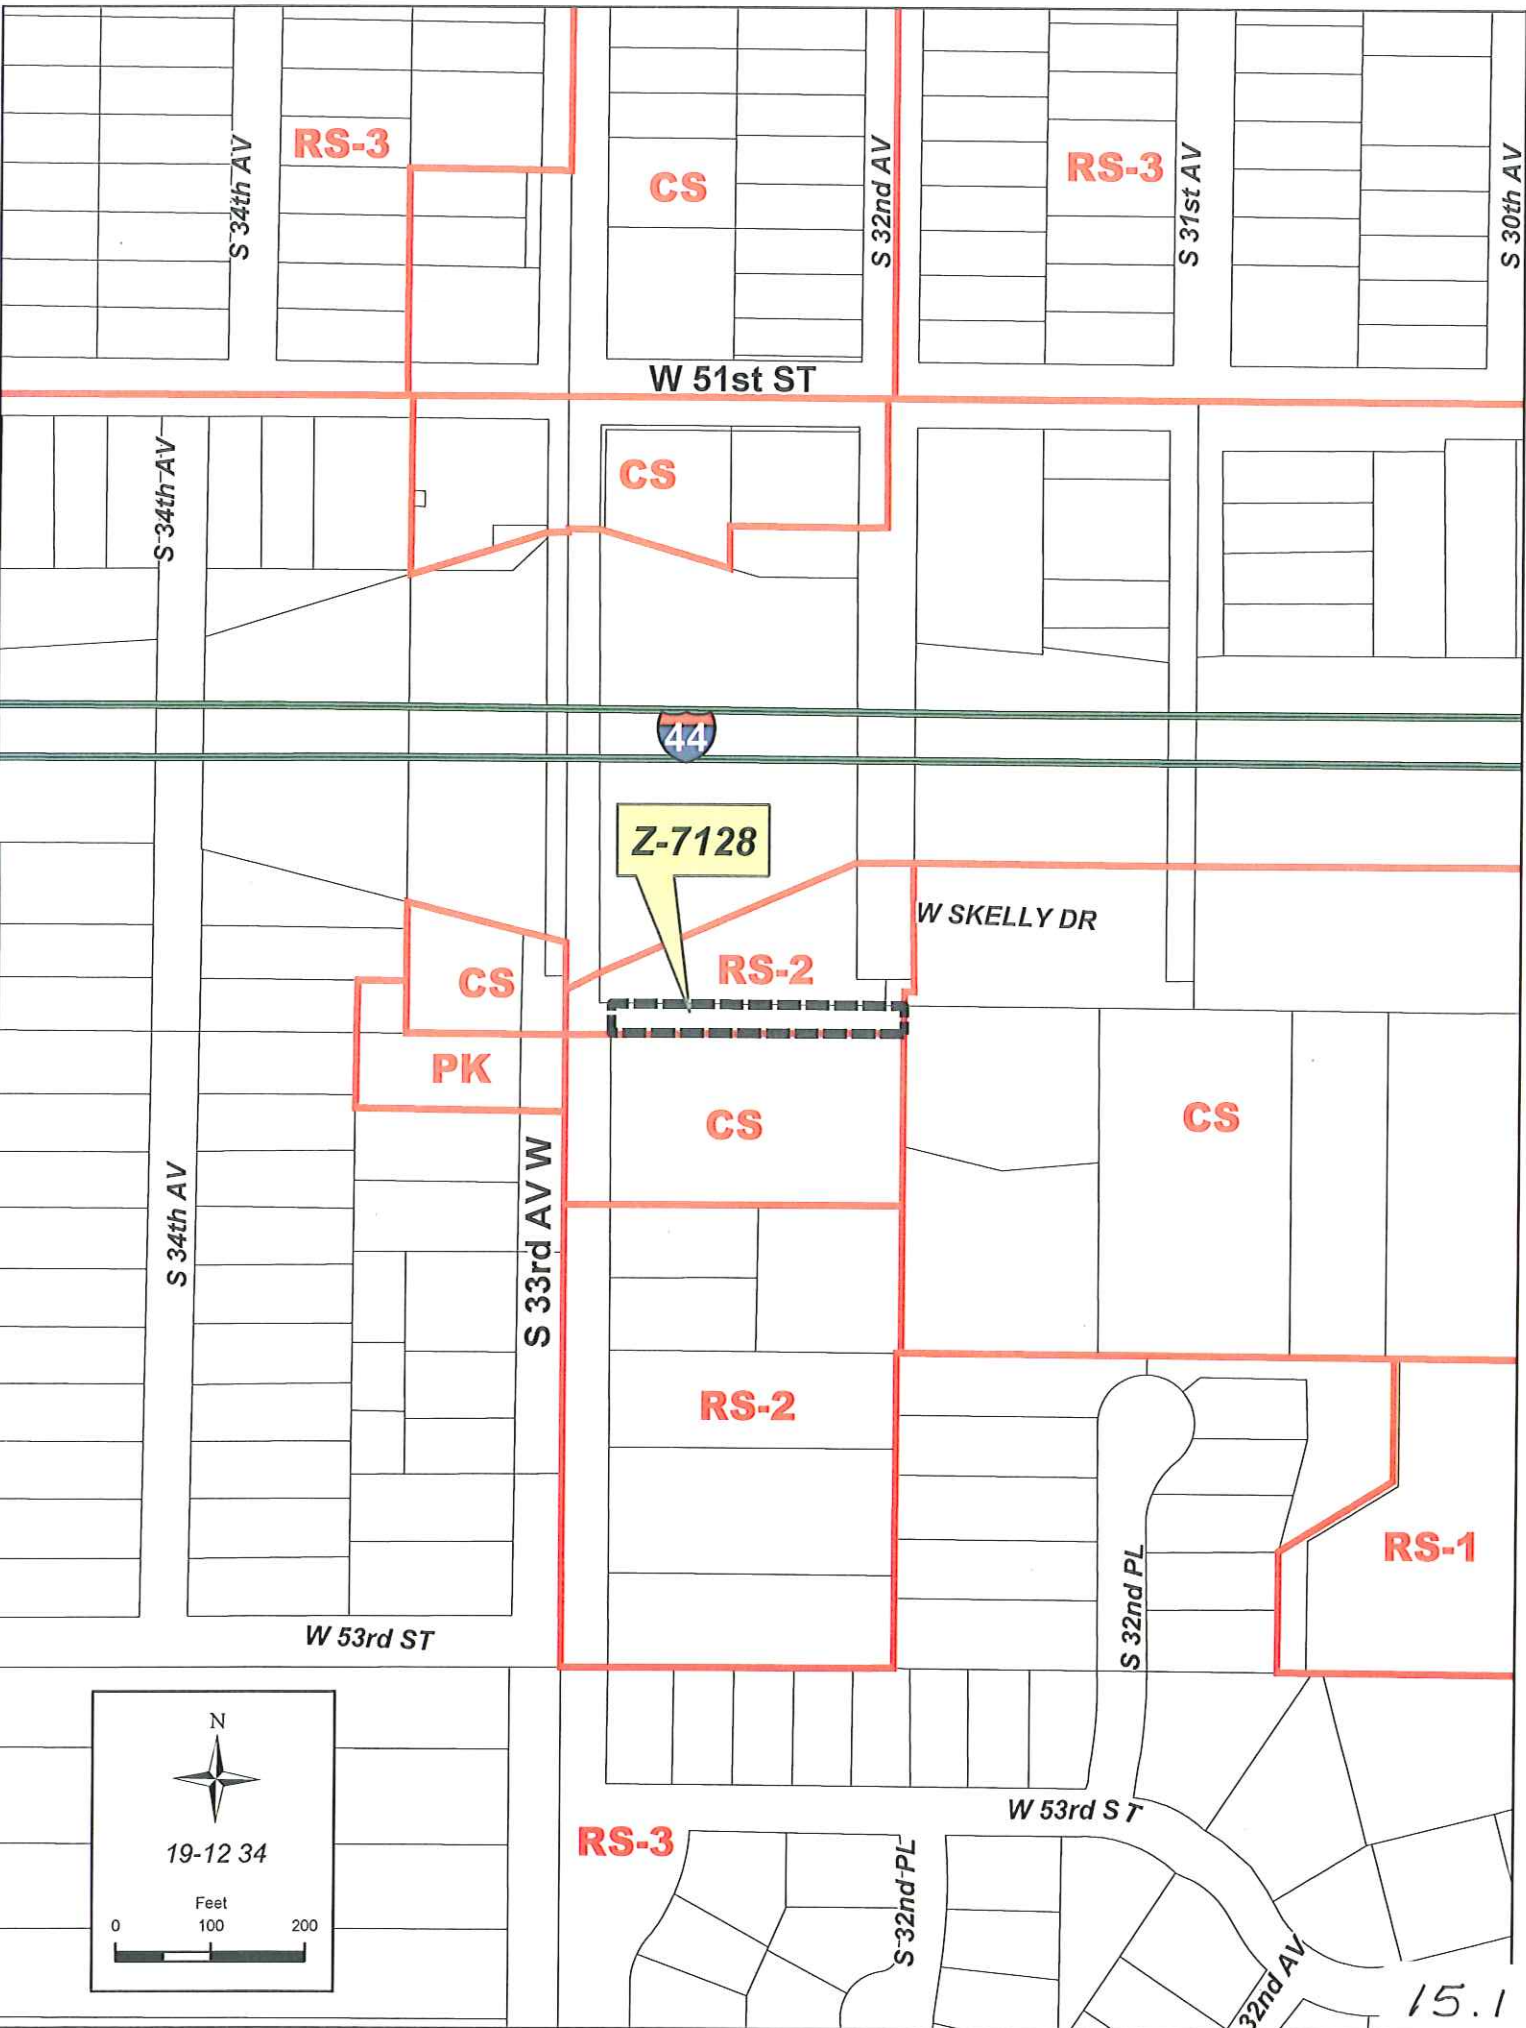 S 34th AV
RS-3
CS
S 32nd AV
RS-3
S 31st AV
S 30th AV
W 51st ST
S 34th AV
CS
44
Z-7128
W SKELLY DR
RS-2
CS
PK
CS
CS
S 34th AV
S 33rd AV W
RS-2
RS-1
S 32nd PL
W 53rd ST
N
19-12 34
Feet
0 100 200
W 53rd ST
RS-3
S 32nd PL
32nd AV
15.1